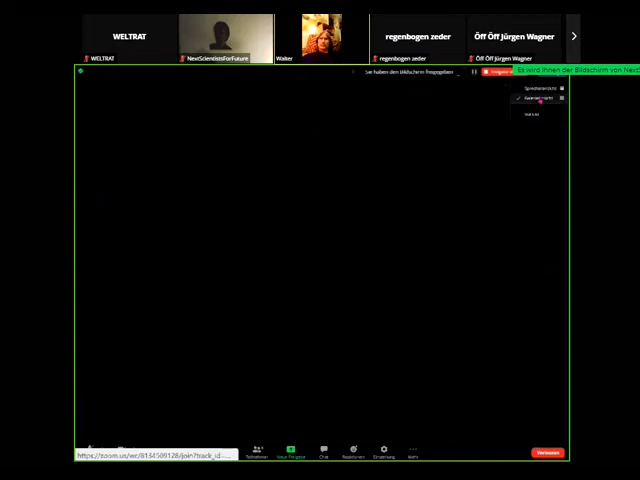 WELTRAT
regenbogen zeder
Öff Öff Jürgen Wagner
WELTRAT
NextScientistsForFuture
Walter
regenbogen zeder
Öff Öff Jürgen Wagner
Sie haben den Bildschirm freigegeben
Es wird Ihnen der Bildschirm von NextS
Sprecheransicht
Vollbild
https://zoom.us/wc/8134509128/join?track_id=...
Teilnehmer
Neue Freigabe
Chat
Reaktionen
Einstellung
Mehr
Verlassen